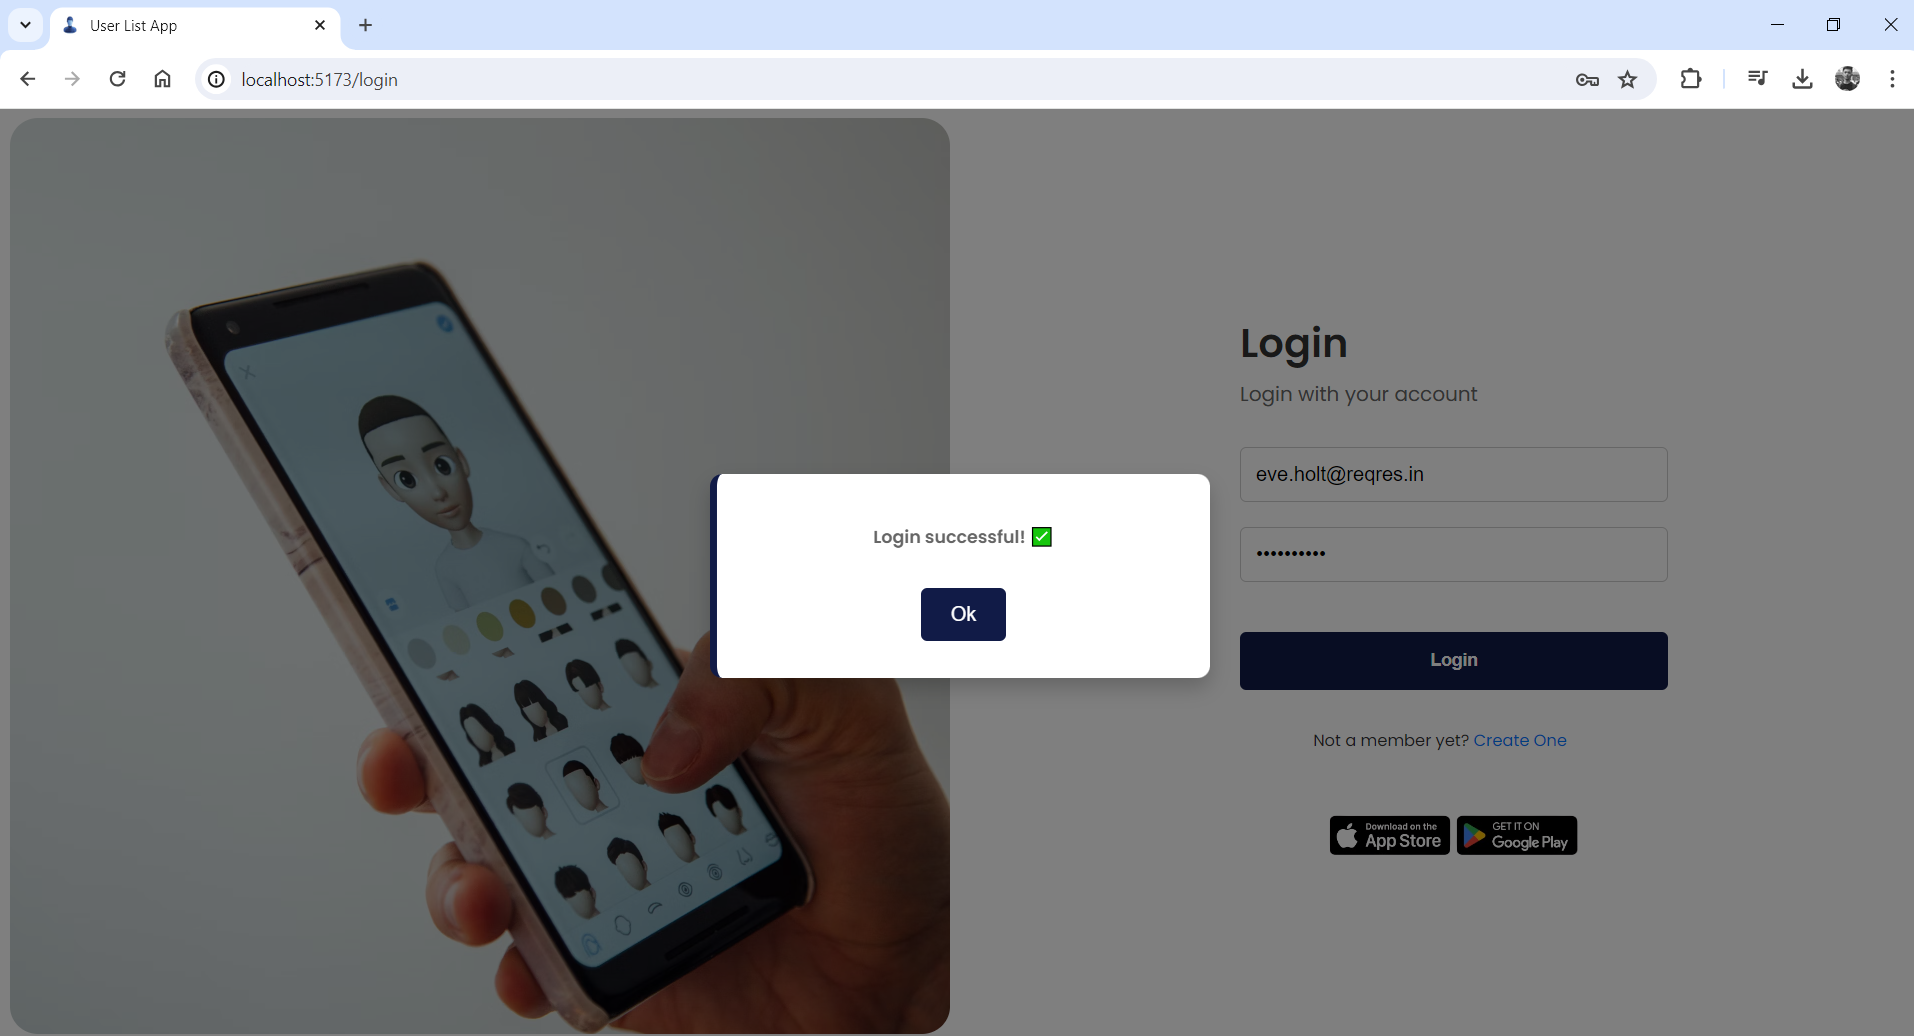 User List App
localhost:5173/login
Login
Login with your account
eve.holt@reqres.in
••••••••••
Login successful! ✅
Ok
Login
Not a member yet? Create One
Download on the
App Store
GET IT ON
Google Play